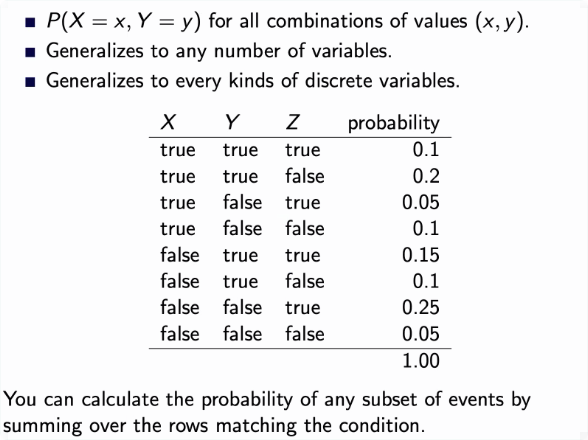 ■ P(X = x, Y = y) for all combinations of values (x, y).
■ Generalizes to any number of variables.
■ Generalizes to every kinds of discrete variables.
X Y Z probability
true true true 0.1
true true false 0.2
true false true 0.05
true false false 0.1
false true true 0.15
false true false 0.1
false false true 0.25
false false false 0.05
1.00
You can calculate the probability of any subset of events by
summing over the rows matching the condition.